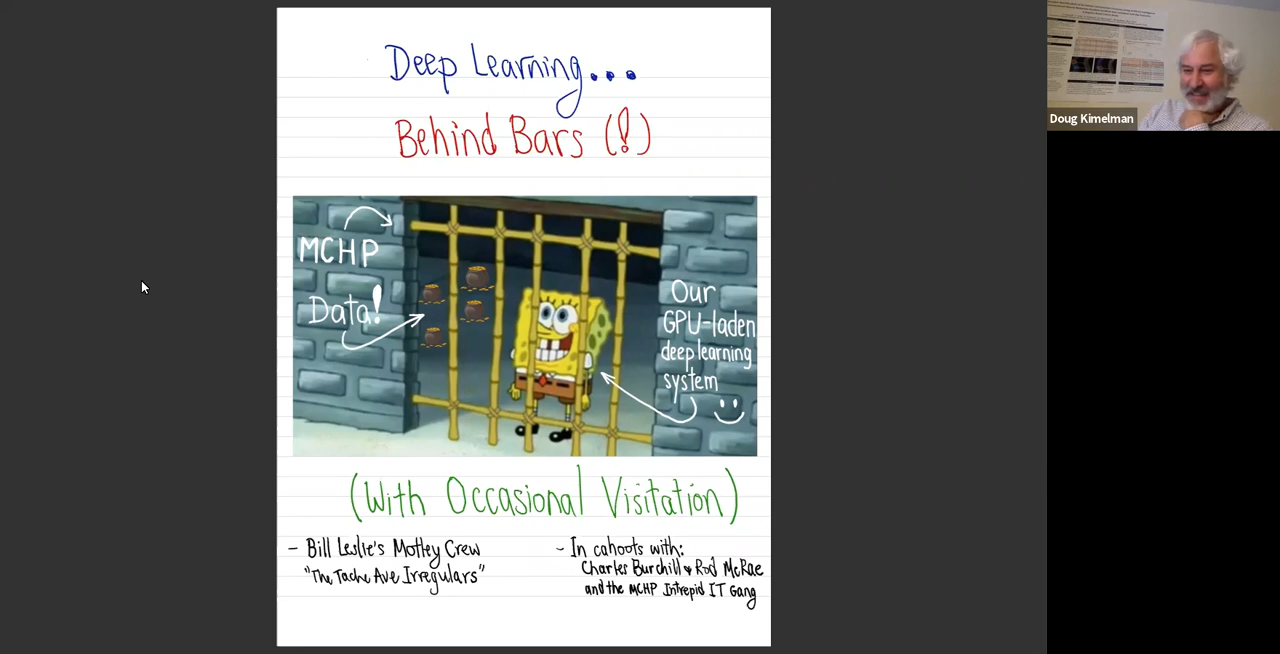 Deep Learning...
Behind Bars (!)
MCHP
Data!
Our
GPU-laden
deep learning
system
(With Occasional Visitation)
- Bill Leslie's Motley Crew
"The Tache Ave Irregulars"
- In cahoots with:
Charles Burchill & Rod McRae
and the MCHP Intrepid IT Gang
Doug Kimelman